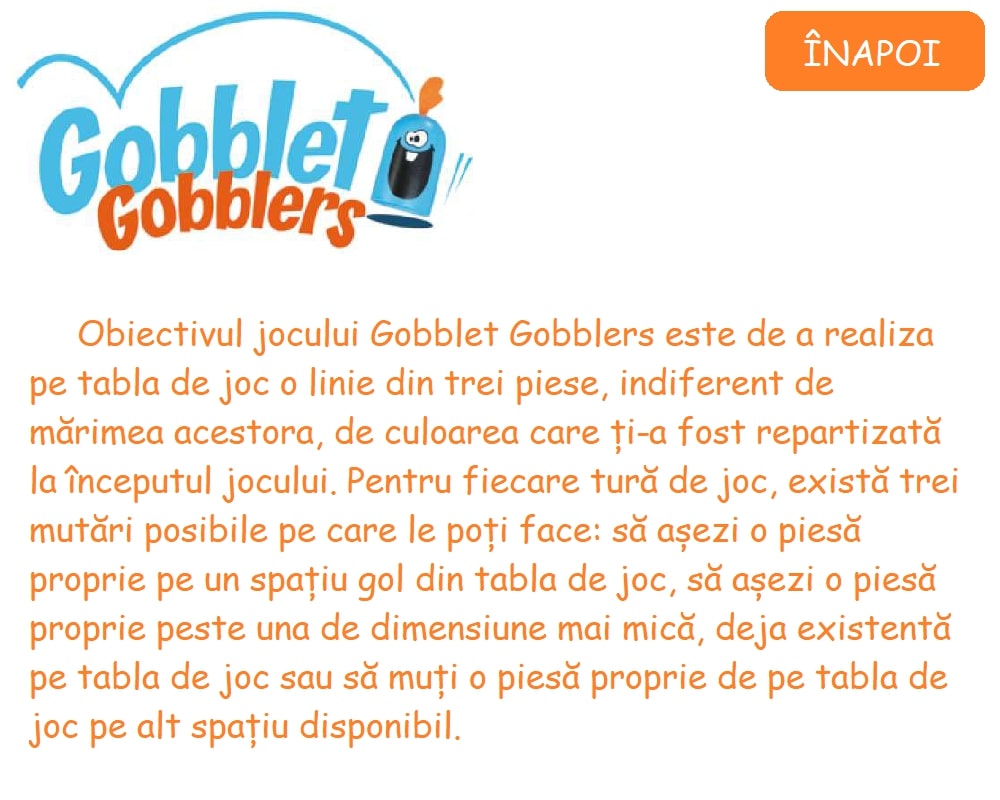 Gobblet
Gobblers
ÎNAPOI
Obiectivul jocului Gobblet Gobblers este de a realiza
pe tabla de joc o linie din trei piese, indiferent de
mărimea acestora, de culoarea care ți-a fost repartizată
la începutul jocului. Pentru fiecare tură de joc, există trei
mutări posibile pe care le poți face: să așezi o piesă
proprie pe un spațiu gol din tabla de joc, să așezi o piesă
proprie peste una de dimensiune mai mică, deja existentă
pe tabla de joc sau să muți o piesă proprie de pe tabla de
joc pe alt spațiu disponibil.